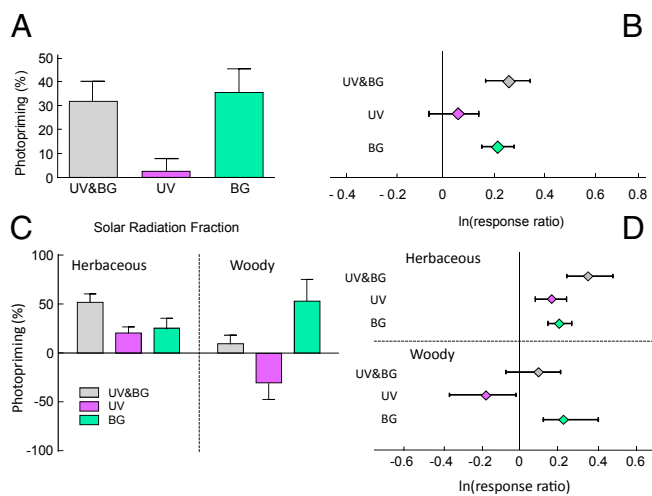 A
Photopriming (%)
50
40
30
20
10
0
UV&BG UV BG
Solar Radiation Fraction
B
UV&BG
UV
BG
- 0.4 - 0.2 0 0.2 0.4 0.6 0.8
ln(response ratio)
C
Photopriming (%)
100
50
0
-50
-100
Herbaceous Woody
UV&BG
UV
BG
D
Herbaceous
UV&BG
UV
BG
Woody
UV&BG
UV
BG
-0.6 -0.4 -0.2 0 0.2 0.4 0.6
ln(response ratio)